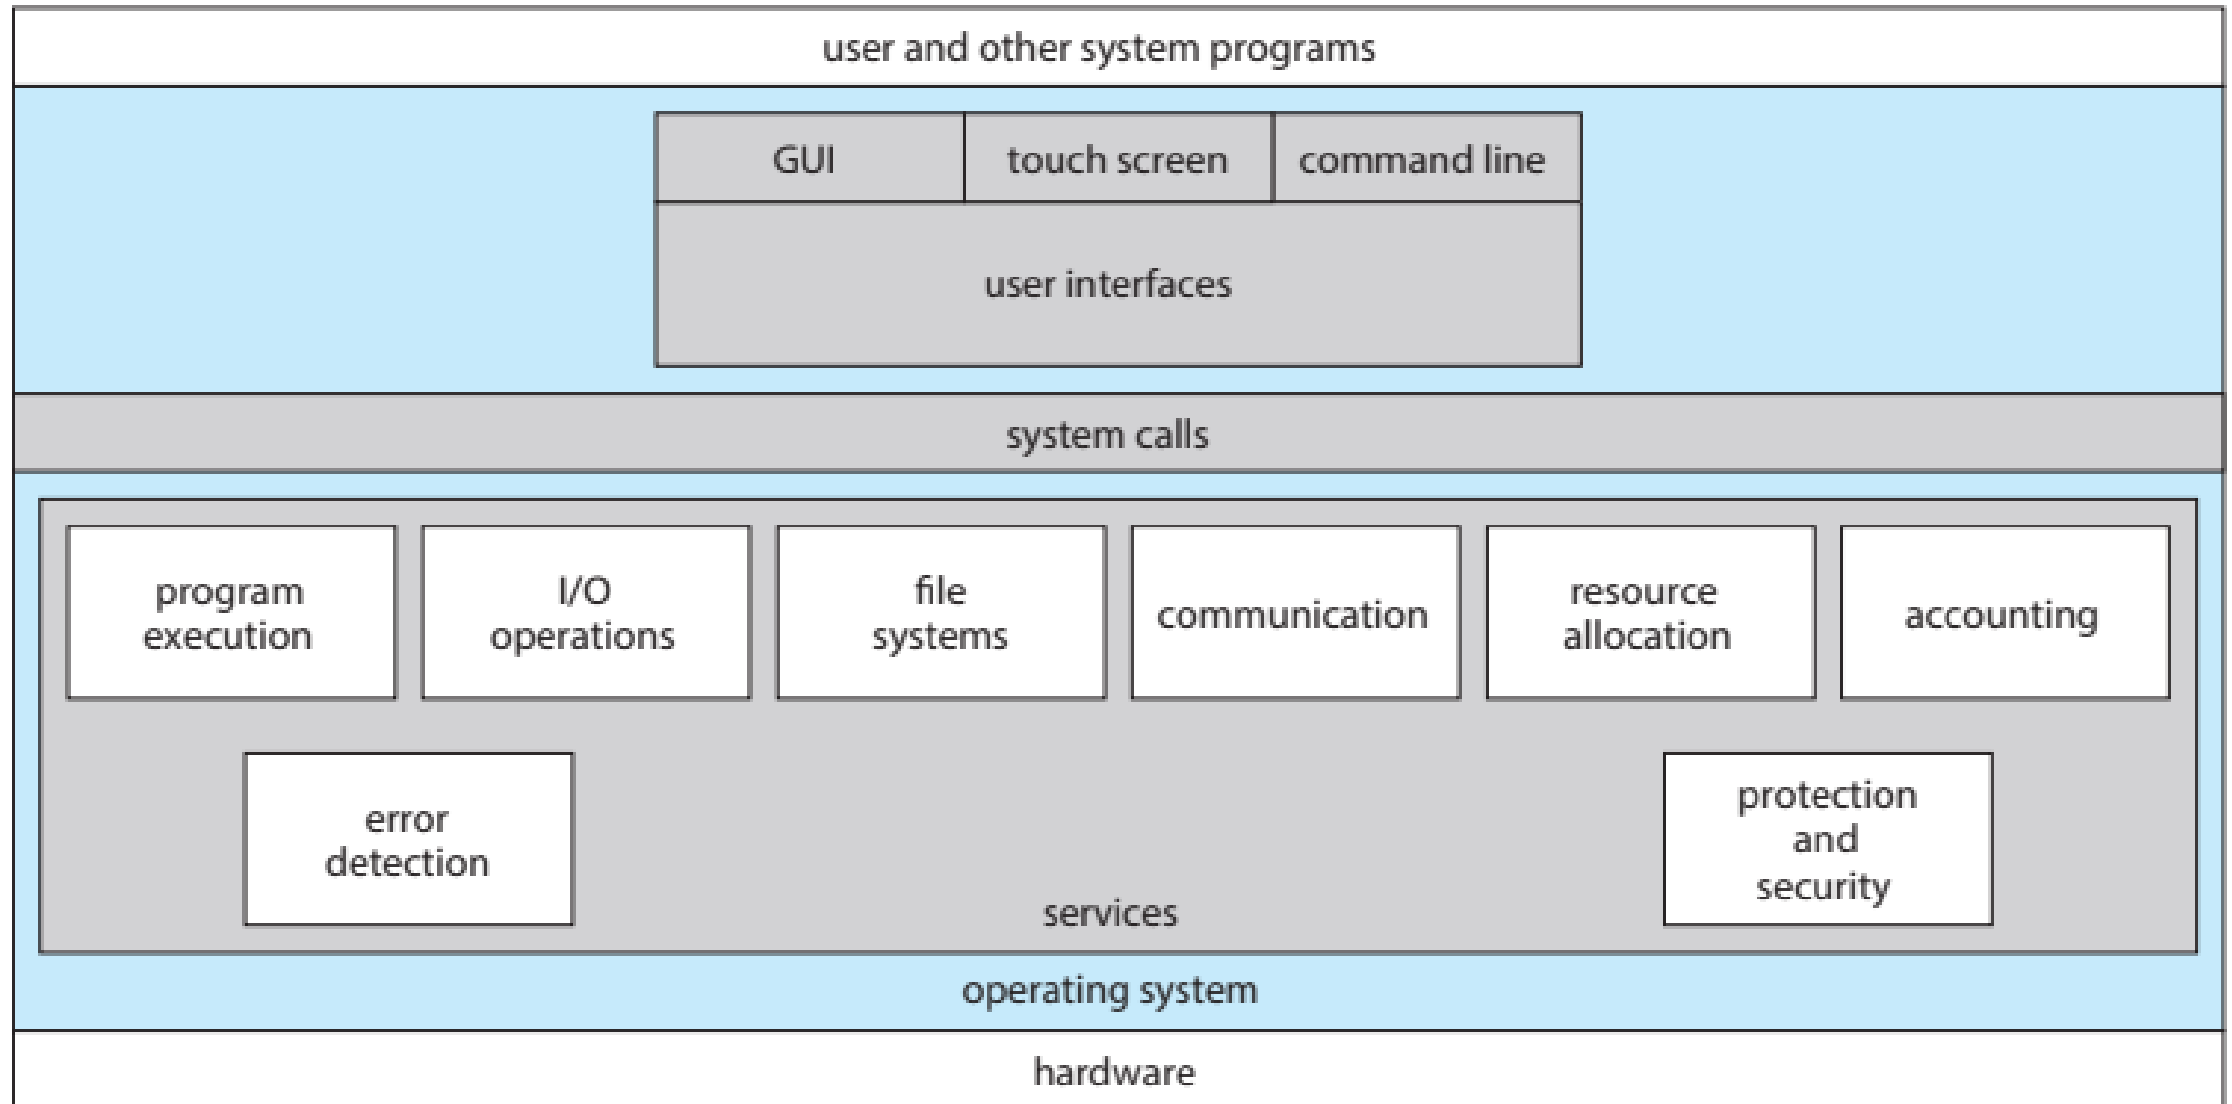 user and other system programs
GUI
touch screen
command line
user interfaces
system calls
program
execution
I/O
operations
file
systems
communication
resource
allocation
accounting
error
detection
protection
and
security
services
operating system
hardware